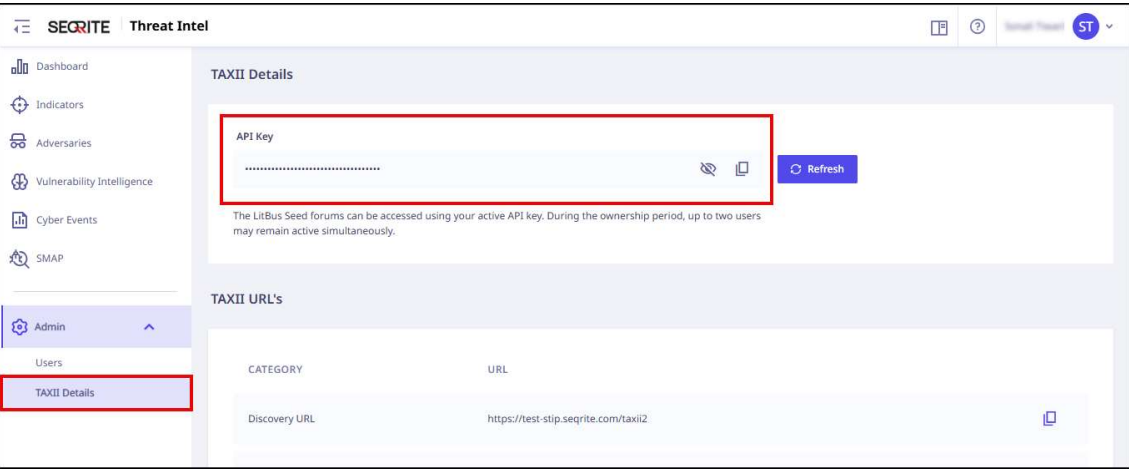 SEQRITE Threat Intel
ST
Dashboard
Indicators
Adversaries
Vulnerability Intelligence
Cyber Events
SMAP
Admin
Users
TAXII Details
TAXII Details
API Key
Refresh
The LitBus Seed forums can be accessed using your active API key. During the ownership period, up to two users
may remain active simultaneously.
TAXII URL's
CATEGORY URL
Discovery URL https://test-stip.seqrite.com/taxii2